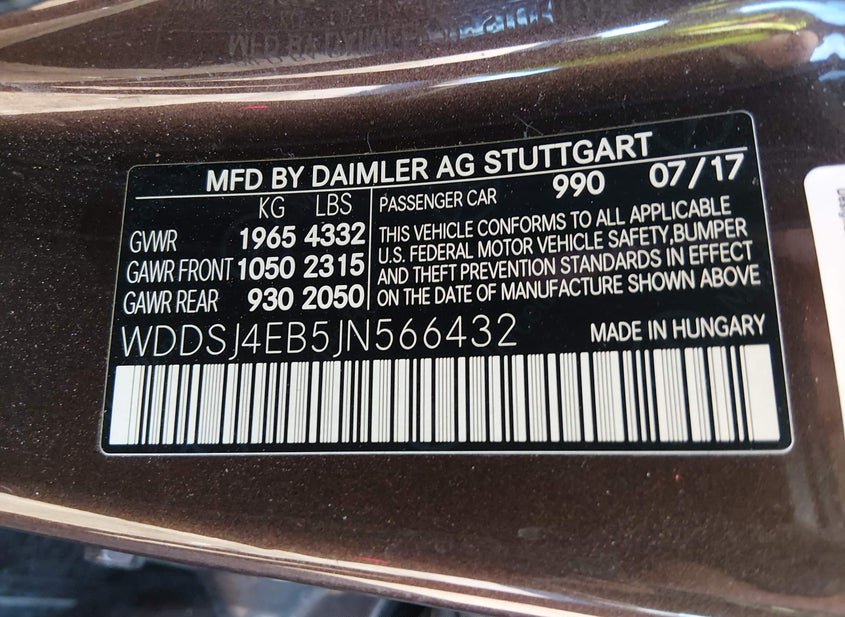 MFD BY DAIMLER AG STUTTGART
KG LBS PASSENGER CAR 990 07/17
GVWR 1965 4332
GAWR FRONT 1050 2315
GAWR REAR 930 2050
THIS VEHICLE CONFORMS TO ALL APPLICABLE
U.S. FEDERAL MOTOR VEHICLE SAFETY,BUMPER
AND THEFT PREVENTION STANDARDS IN EFFECT
ON THE DATE OF MANUFACTURE SHOWN ABOVE
WDDSJ4EB5JN566432 MADE IN HUNGARY